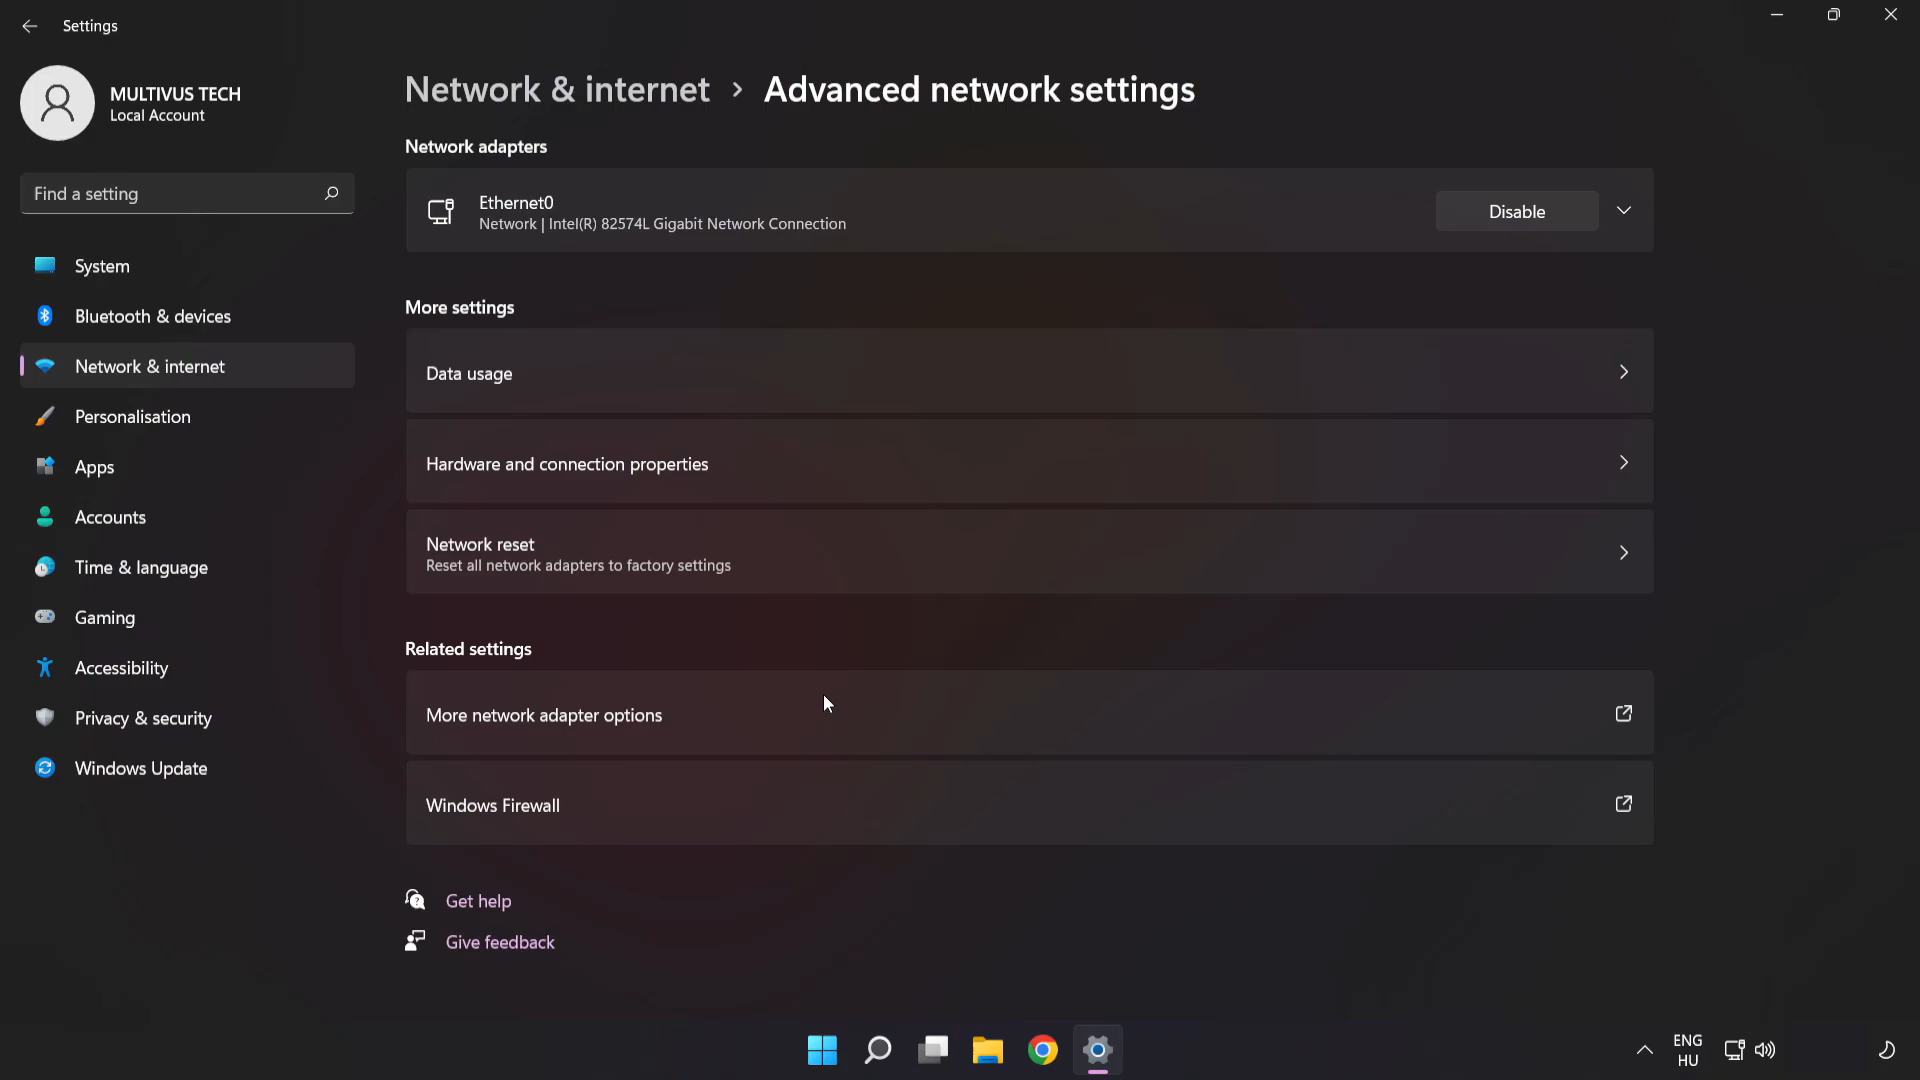 Settings
MULTIVUS TECH
Local Account
Find a setting
System
Bluetooth & devices
Network & internet
Personalisation
Apps
Accounts
Time & language
Gaming
Accessibility
Privacy & security
Windows Update
Network & internet > Advanced network settings
Network adapters
Ethernet0
Network | Intel(R) 82574L Gigabit Network Connection
Disable
More settings
Data usage
Hardware and connection properties
Network reset
Reset all network adapters to factory settings
Related settings
More network adapter options
Windows Firewall
Get help
Give feedback
ENG
HU